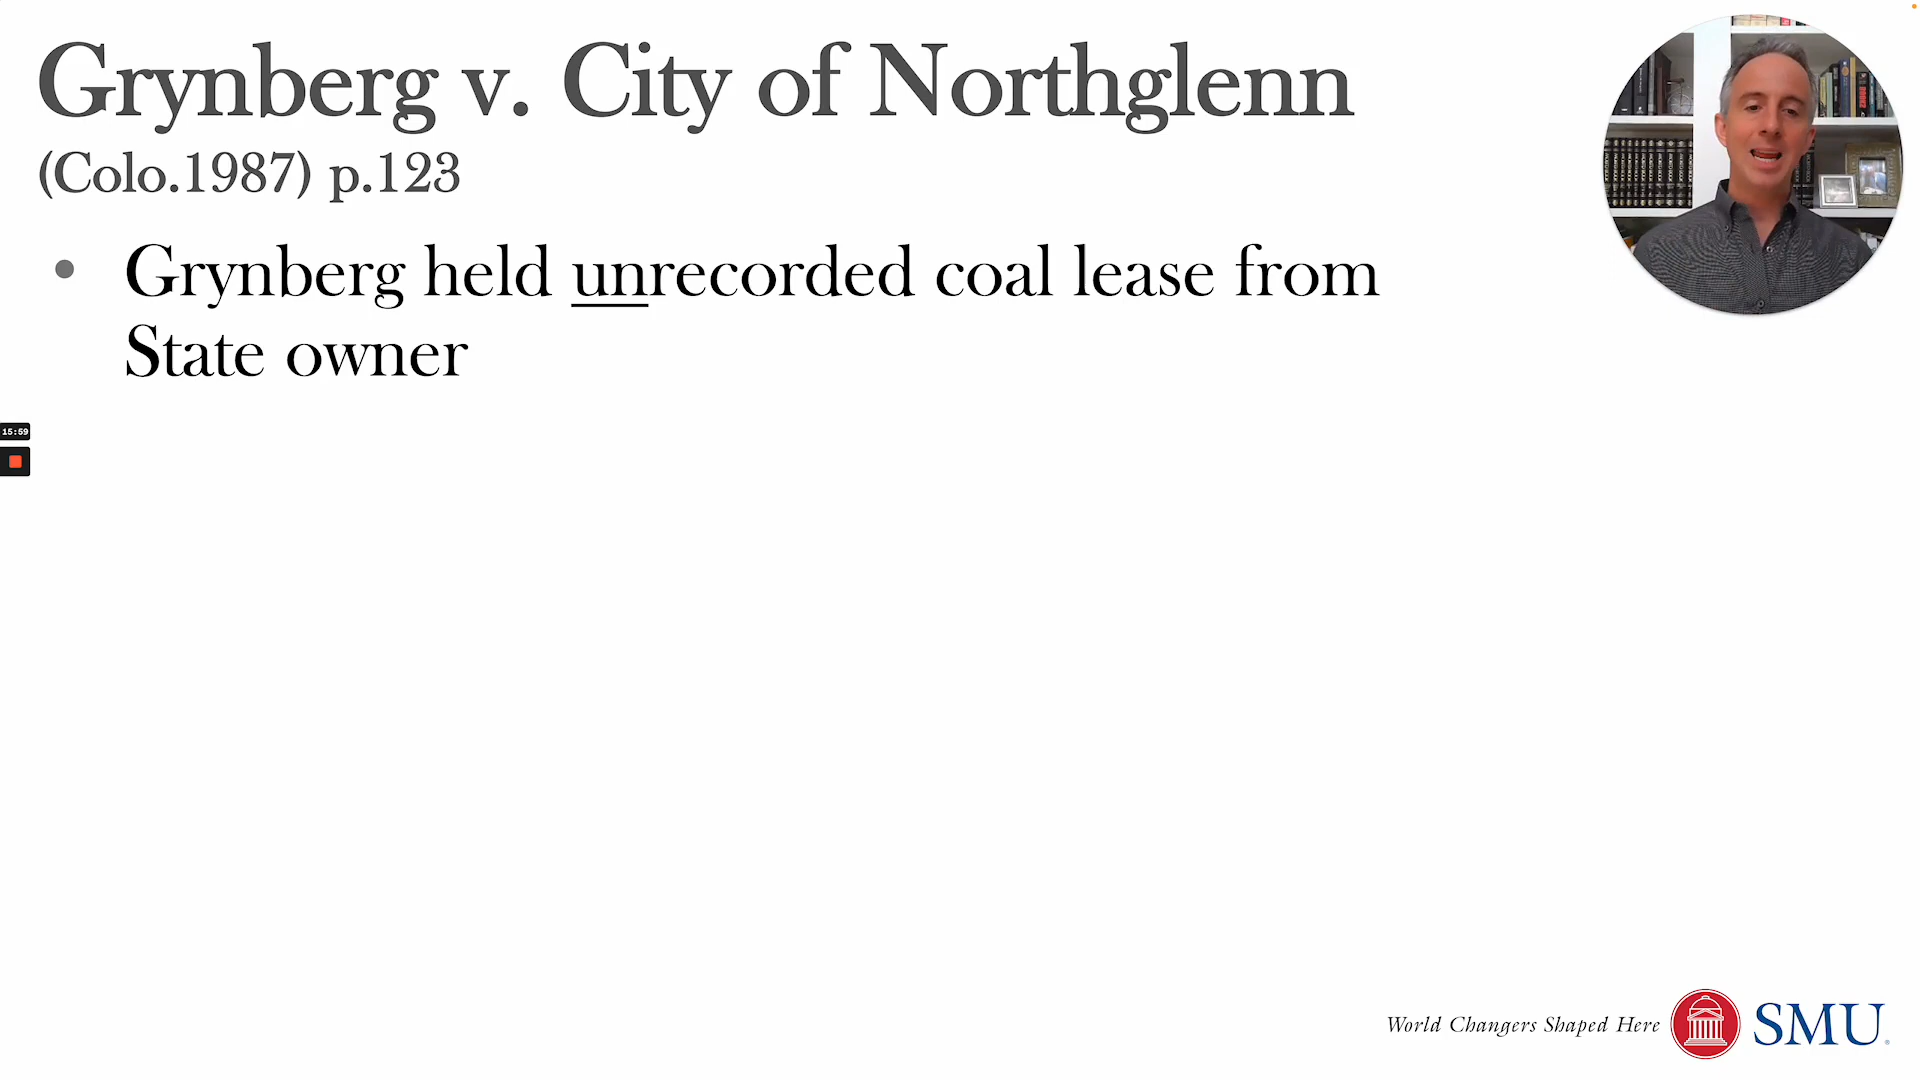 Grynberg v. City of Northglenn
(Colo.1987) p.123
• Grynberg held unrecorded coal lease from
State owner
15:59
World Changers Shaped Here
SMU